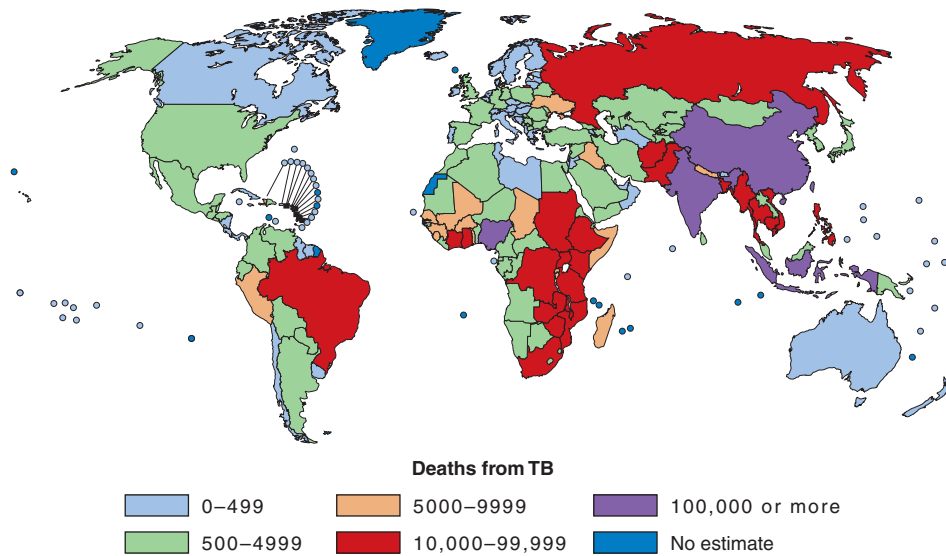 Deaths from TB
0–499
5000–9999
100,000 or more
500–4999
10,000–99,999
No estimate